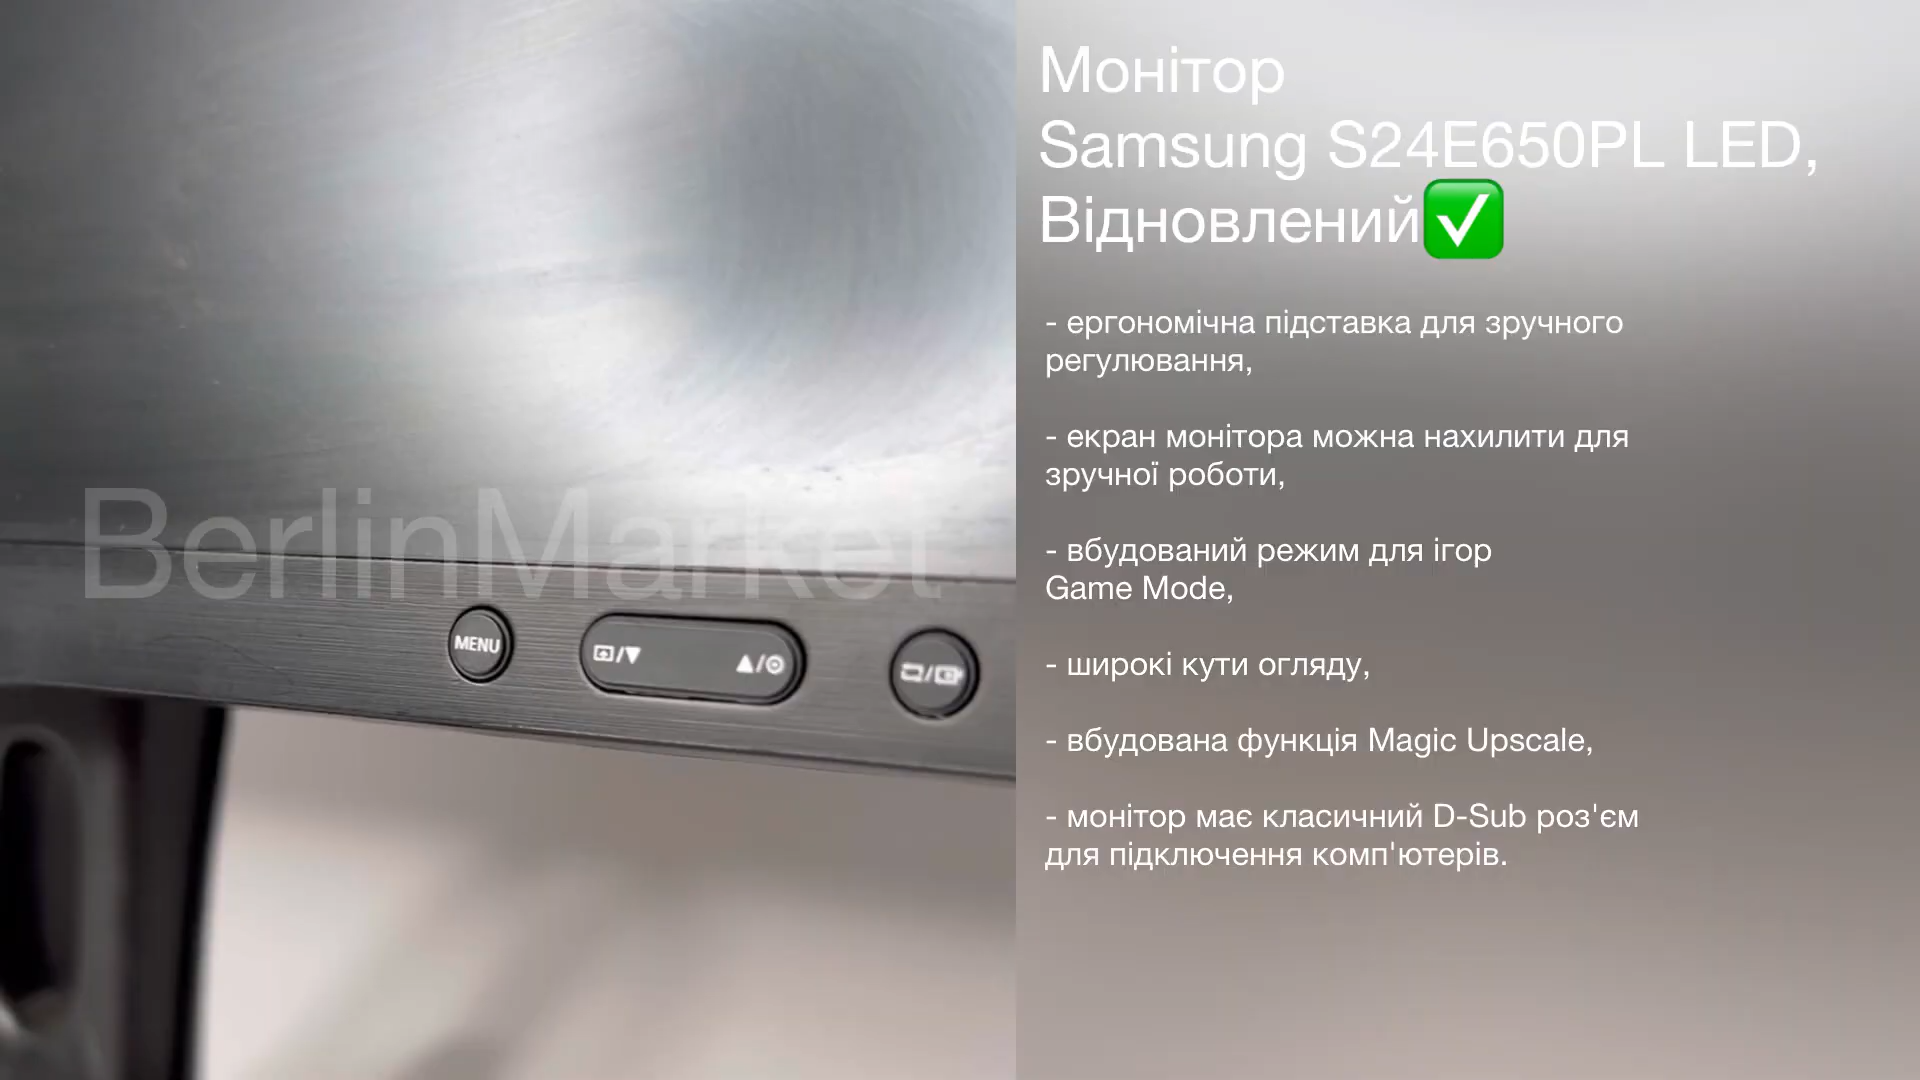 Монітор
Samsung S24E650PL LED,
Відновлений✅
- ергономічна підставка для зручного
регулювання,
- екран монітора можна нахилити для
зручної роботи,
- вбудований режим для ігор
Game Mode,
- широкі кути огляду,
- вбудована функція Magic Upscale,
- монітор має класичний D-Sub роз'єм
для підключення комп'ютерів.
BerlinMarket
MENU